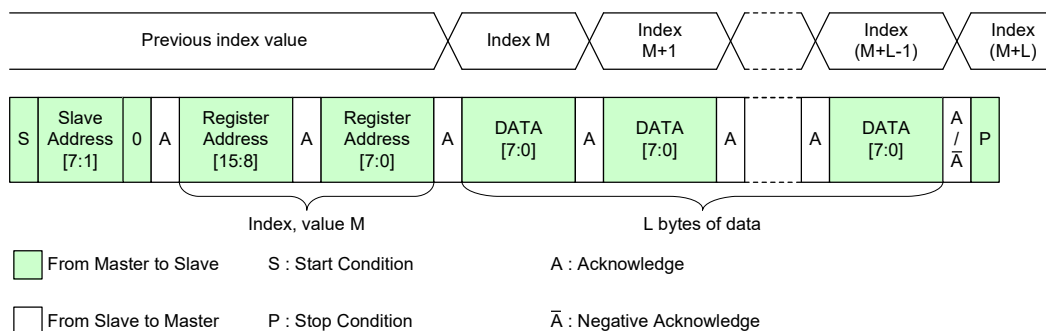 Previous index value
Index M
Index
M+1
Index
(M+L-1)
Index
(M+L)
S
Slave
Address
[7:1]
0
A
Register
Address
[15:8]
A
Register
Address
[7:0]
A
DATA
[7:0]
A
DATA
[7:0]
A
A
DATA
[7:0]
A
/
A̅
P
Index, value M
L bytes of data
From Master to Slave
S : Start Condition
A : Acknowledge
From Slave to Master
P : Stop Condition
A̅ : Negative Acknowledge